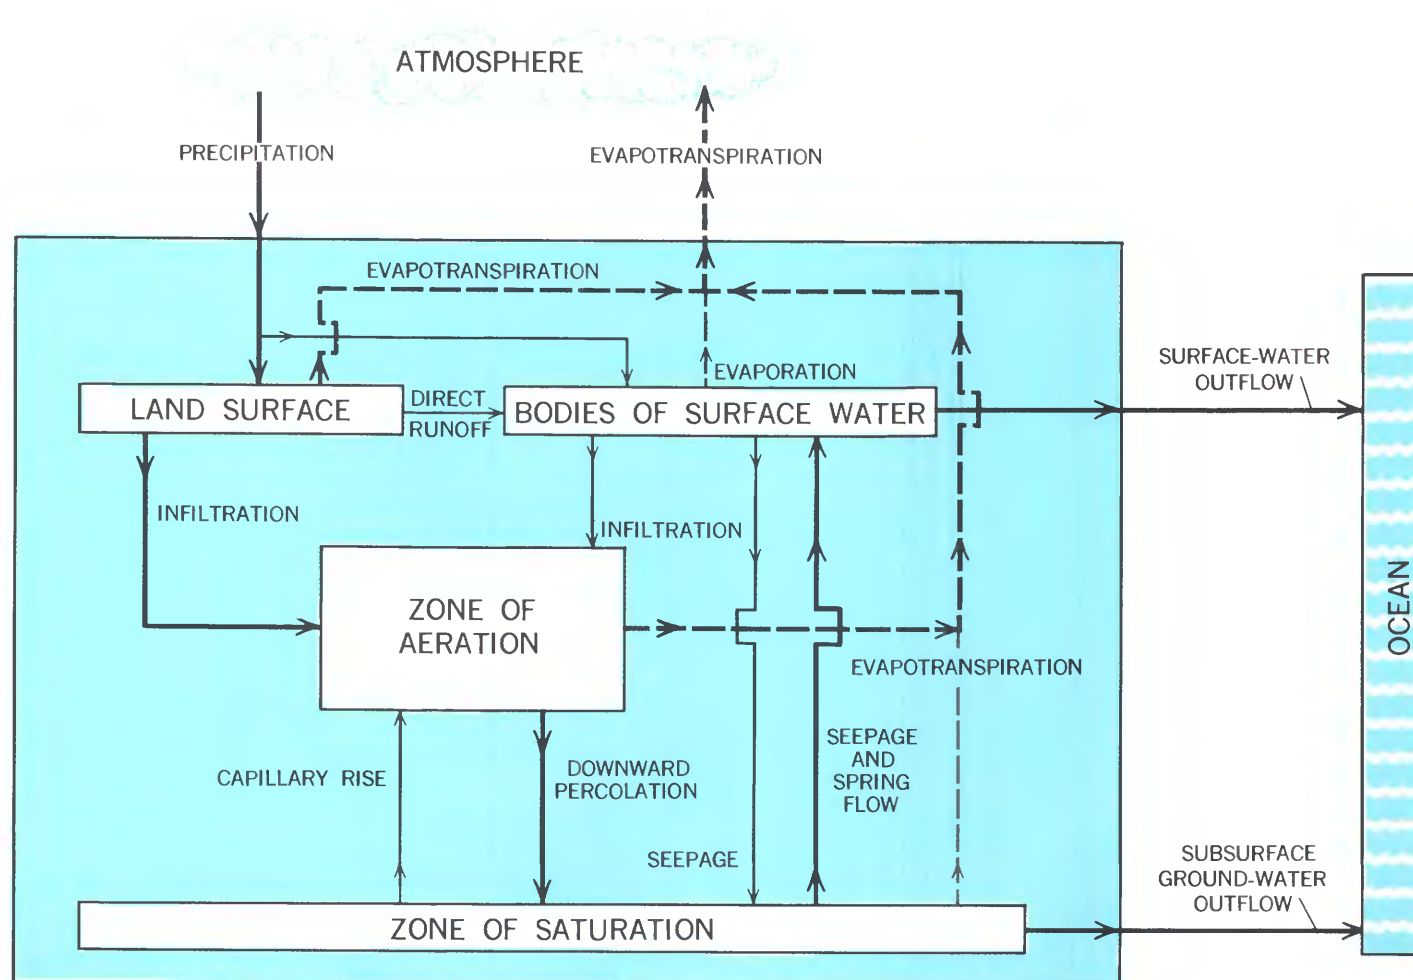 ATMOSPHERE
PRECIPITATION
EVAPOTRANSPIRATION
EVAPOTRANSPIRATION
SURFACE-WATER
OUTFLOW
EVAPORATION
LAND SURFACE
DIRECT
RUNOFF
BODIES OF SURFACE WATER
INFILTRATION
INFILTRATION
ZONE OF
AERATION
OCEAN
EVAPOTRANSPIRATION
CAPILLARY RISE
DOWNWARD
PERCOLATION
SEEPAGE
AND
SPRING
FLOW
SEEPAGE
SUBSURFACE
GROUND-WATER
OUTFLOW
ZONE OF SATURATION